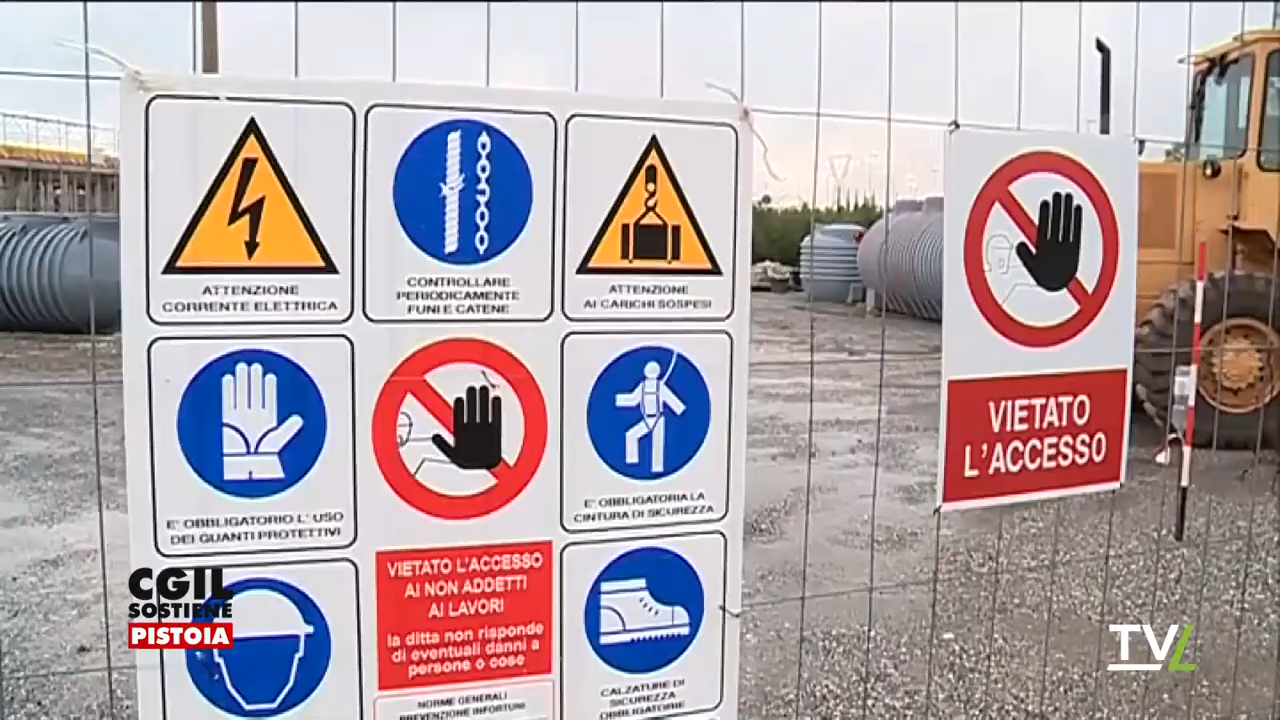 ATTENZIONE
CORRENTE ELETTRICA
CONTROLLARE
PERIODICAMENTE
FUNI E CATENE
ATTENZIONE
AI CARICHI SOSPESI
E' OBBLIGATORIO L' USO
DEI GUANTI PROTETTIVI
E' OBBLIGATORIA LA
CINTURA DI SICUREZZA
VIETATO L'ACCESSO
AI NON ADDETTI
AI LAVORI
la ditta non risponde
di eventuali danni a
persone o cose
NORME GENERALI
PREVENZIONE INFORTUNI
CALZATURE DI
SICUREZZA
OBBLIGATORIE
VIETATO
L'ACCESSO
CGIL
SOSTIENE
PISTOIA
TVL